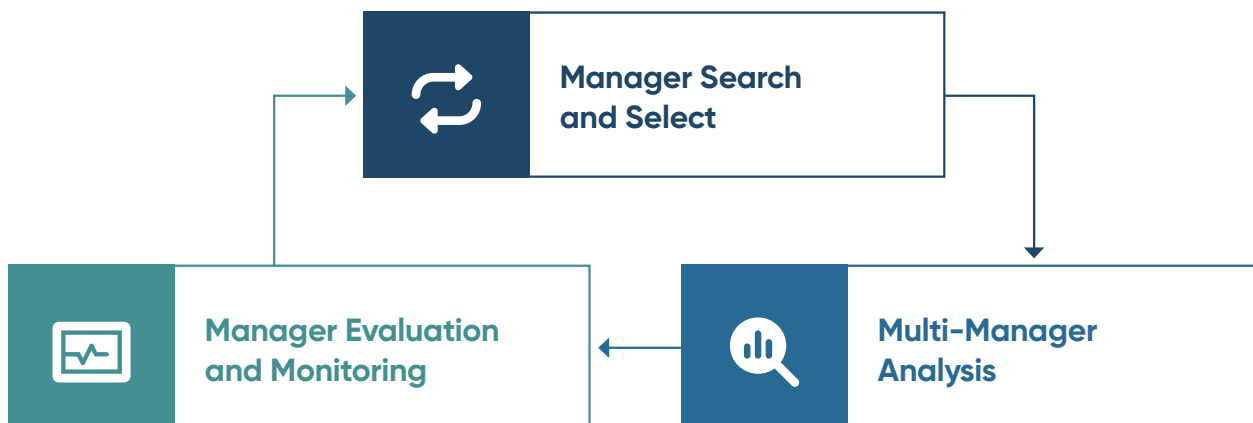 Manager Search
and Select
Manager Evaluation
and Monitoring
Multi-Manager
Analysis